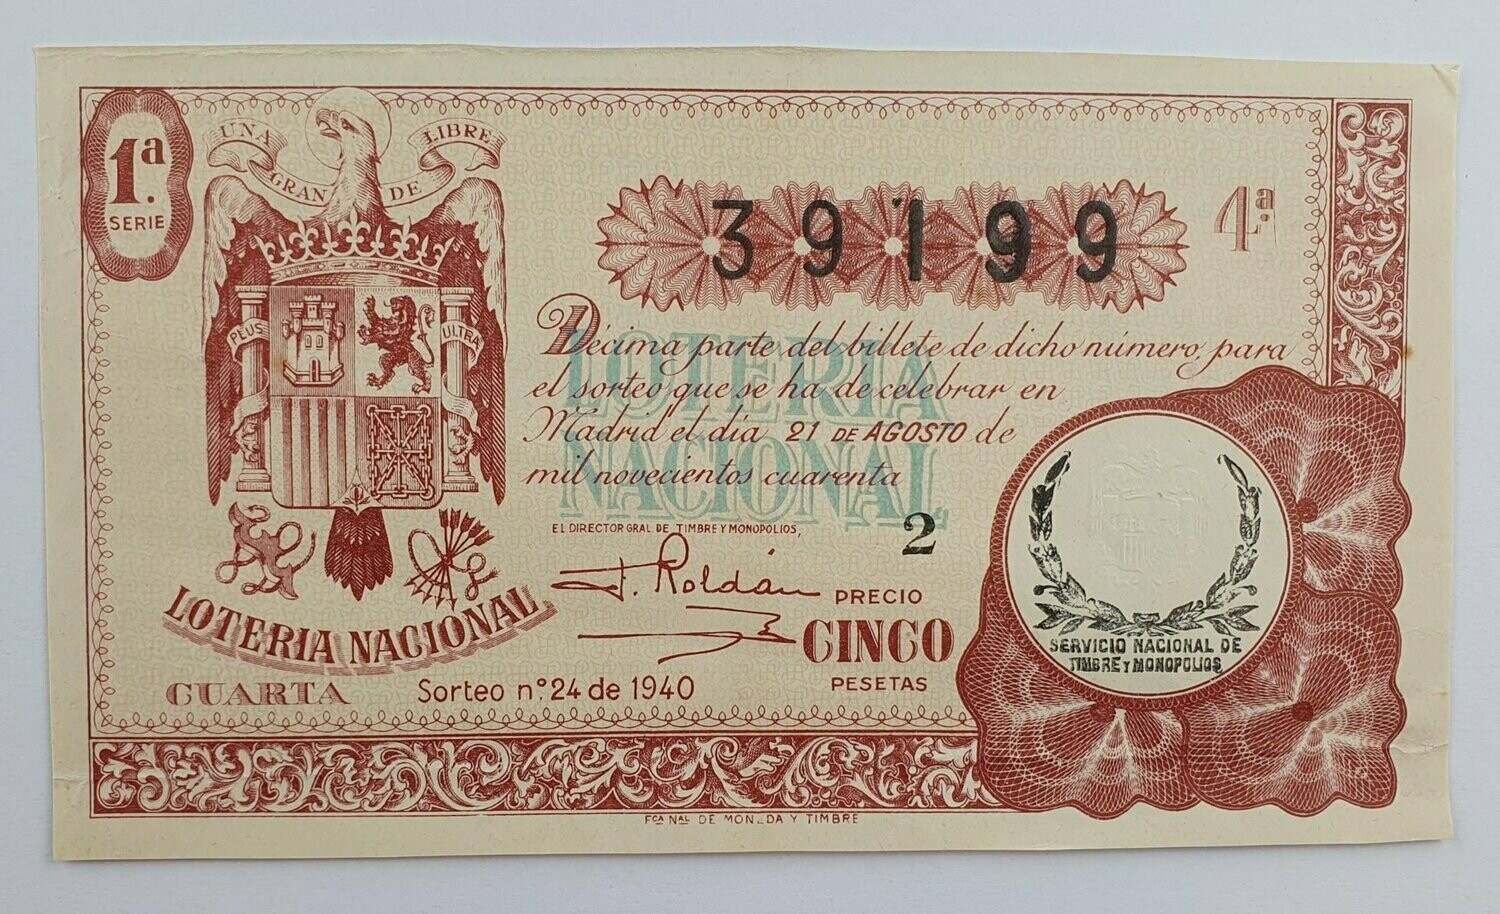 1ª
SERIE
UNA
GRAN
DE
LIBRE
PLUS
ULTRA
39199
4ª
LOTERIA
NACIONAL
Décima parte del billete de dicho número, para
el sorteo que se ha de celebrar en
Madrid el día 21 DE AGOSTO de
mil novecientos cuarenta
EL DIRECTOR GRAL DE TIMBRE Y MONOPOLIOS,
2
J. Roldán
PRECIO
CINCO
PESETAS
LOTERIA NACIONAL
CUARTA
Sorteo nº 24 de 1940
SERVICIO NACIONAL DE
TIMBRE Y MONOPOLIOS
FCA NAL DE MONEDA Y TIMBRE